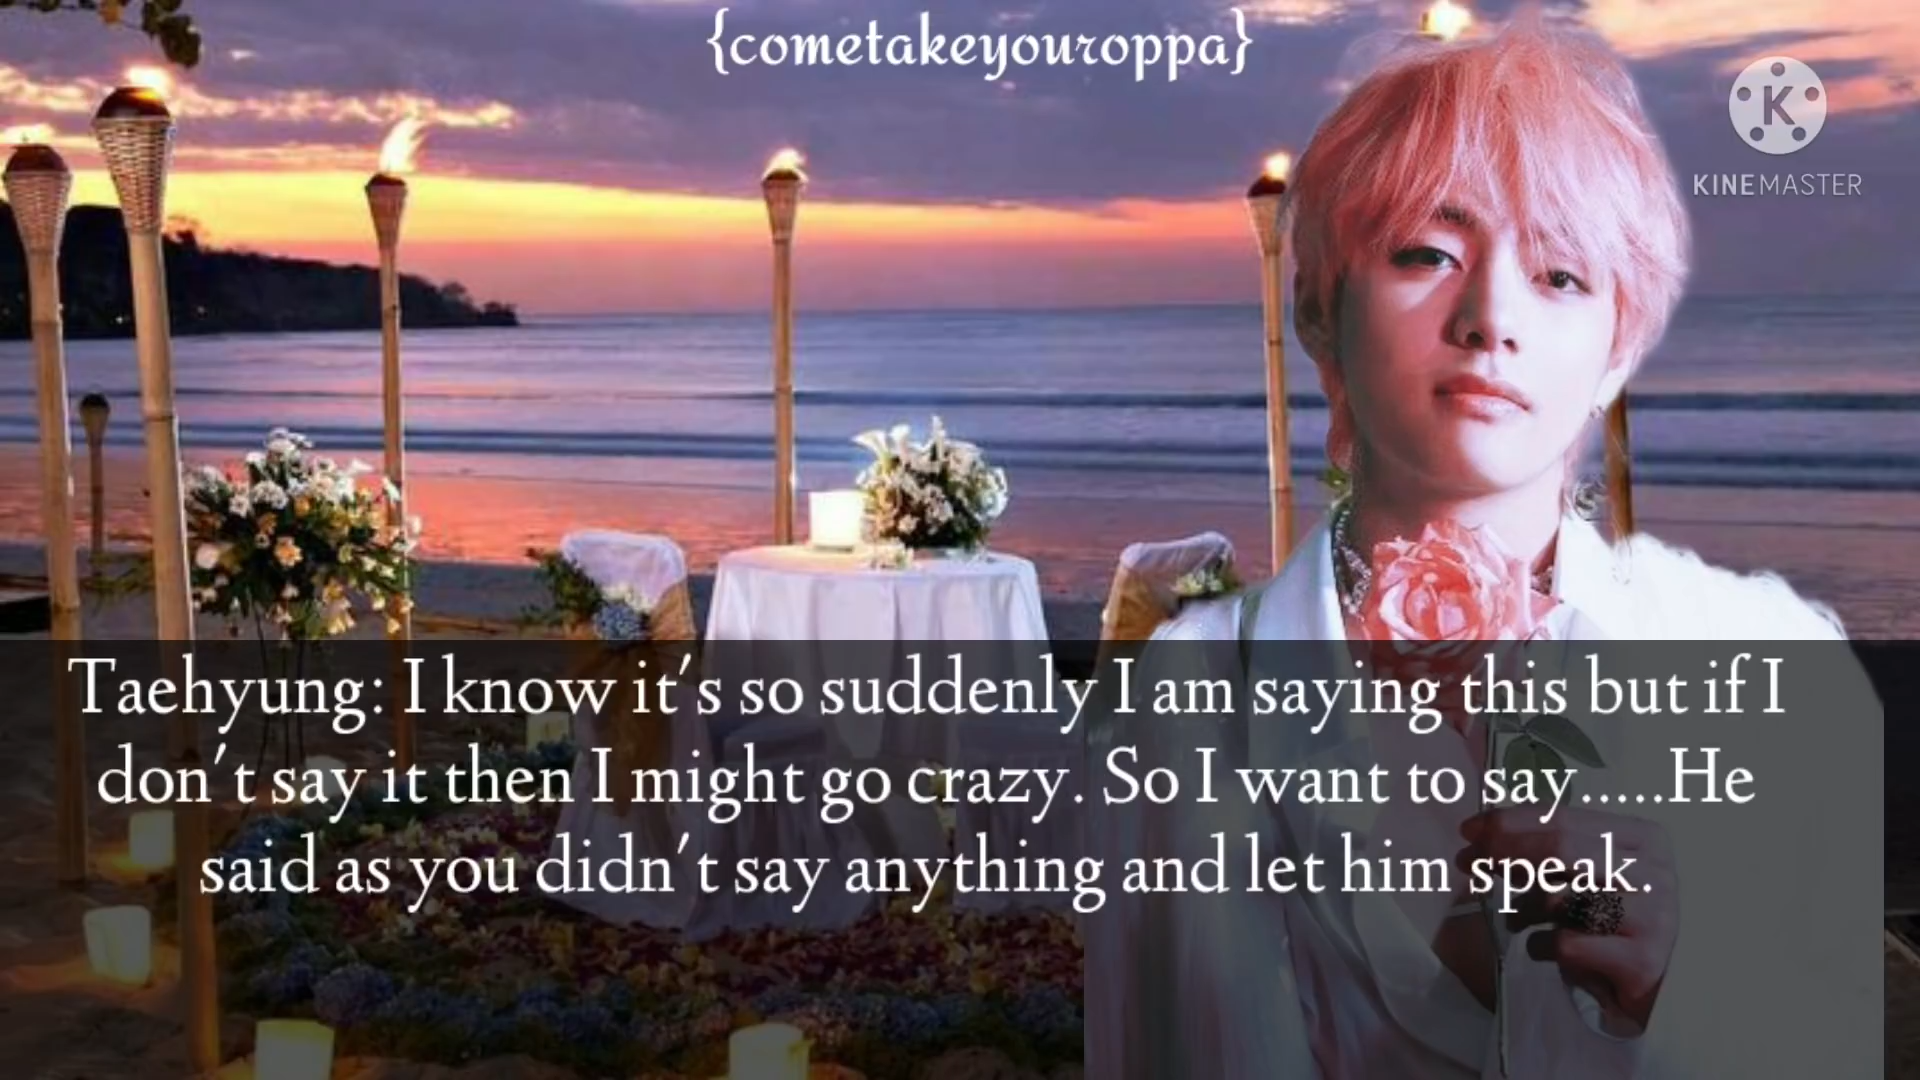 {cometakeyouroppa}
K
KINEMASTER
Taehyung: I know it's so suddenly I am saying this but if I
don't say it then I might go crazy. So I want to say.....He
said as you didn't say anything and let him speak.